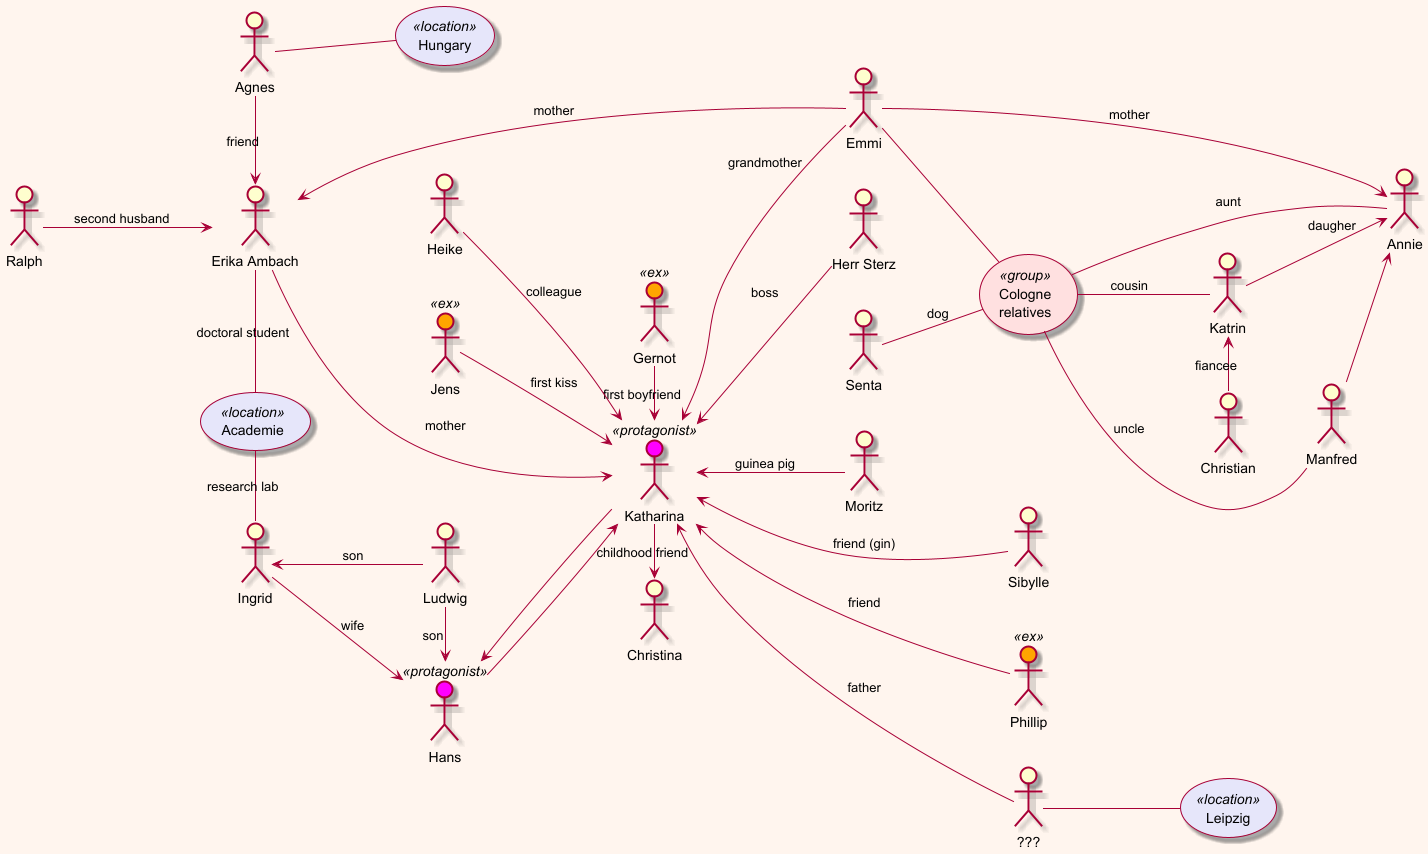 «location»
Hungary
Agnes
mother
mother
Emmi
friend
grandmother
second husband
aunt
Ralph
Erika Ambach
Heike
Herr Sterz
daugher
Annie
«ex»
«group»
Cologne
relatives
colleague
boss
cousin
«ex»
dog
Katrin
doctoral student
Gernot
Jens
first kiss
Senta
fiancee
first boyfriend
«location»
Academie
mother
«protagonist»
uncle
guinea pig
Christian
Manfred
research lab
Moritz
Katharina
friend (gin)
son
childhood friend
Sibylle
Ingrid
Ludwig
friend
wife
son
«ex»
Christina
«protagonist»
father
Phillip
Hans
«location»
Leipzig
???